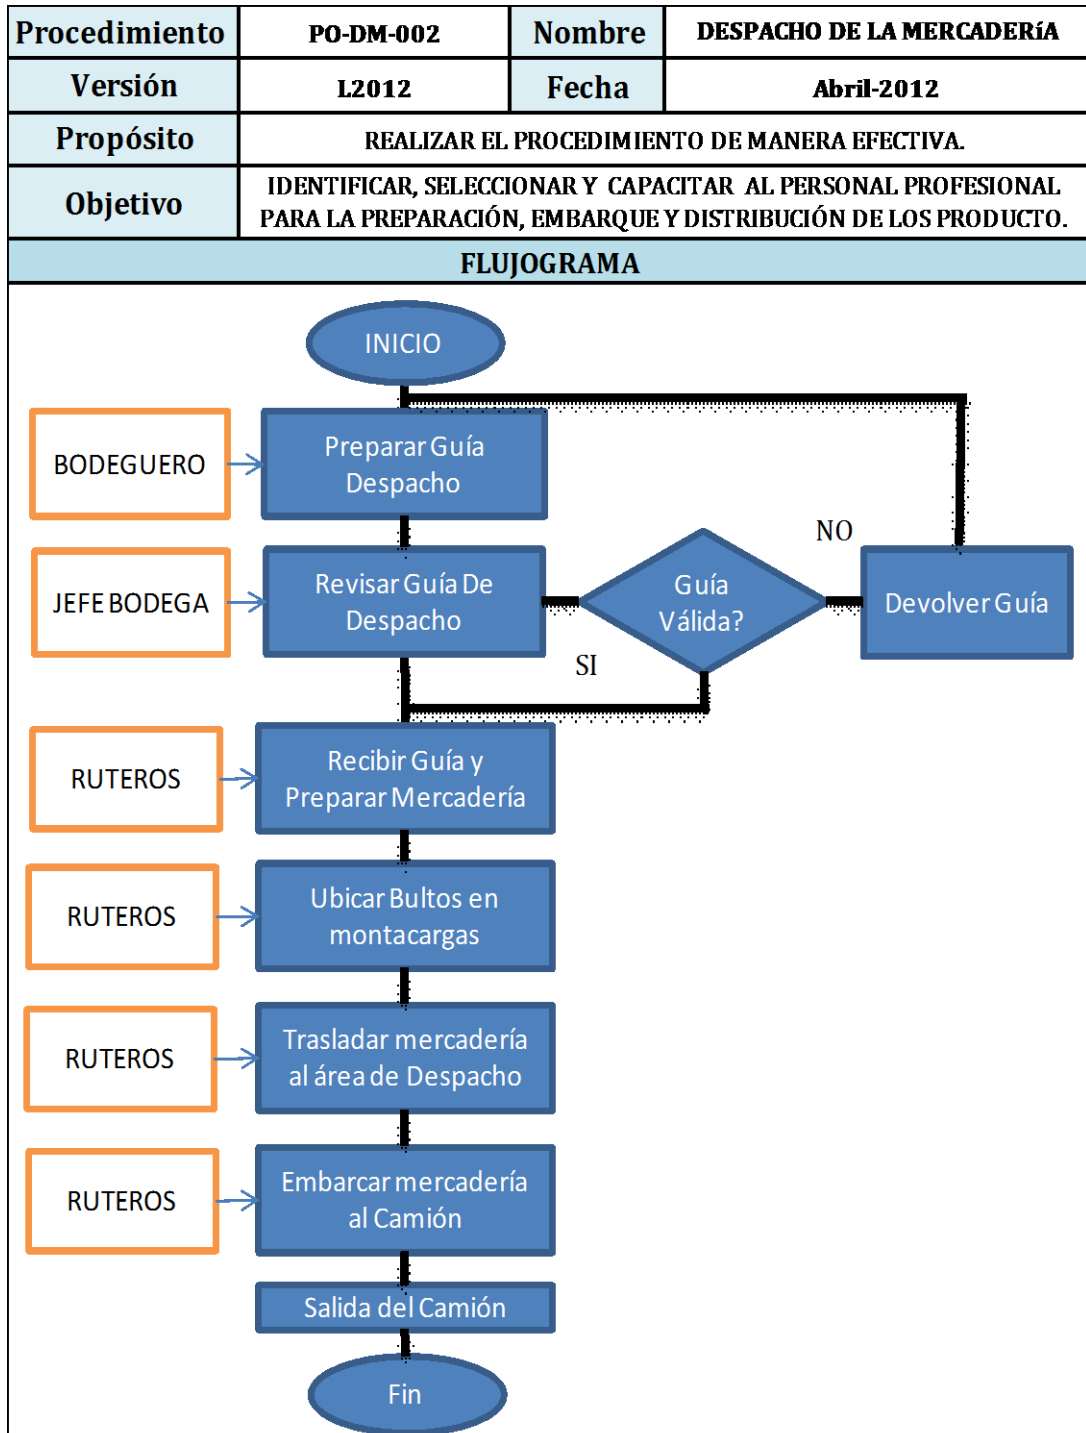 Procedimiento PO-DM-002 Nombre DESPACHO DE LA MERCADERíA
Versión L2012 Fecha Abril-2012
Propósito REALIZAR EL PROCEDIMIENTO DE MANERA EFECTIVA.
Objetivo IDENTIFICAR, SELECCIONAR Y CAPACITAR AL PERSONAL PROFESIONAL
PARA LA PREPARACIÓN, EMBARQUE Y DISTRIBUCIÓN DE LOS PRODUCTO.
FLUJOGRAMA
INICIO
BODEGUERO
Preparar Guía
Despacho
JEFE BODEGA
Revisar Guía De
Despacho
Guía
Válida?
NO
Devolver Guía
SI
RUTEROS
Recibir Guía y
Preparar Mercadería
RUTEROS
Ubicar Bultos en
montacargas
RUTEROS
Trasladar mercadería
al área de Despacho
RUTEROS
Embarcar mercadería
al Camión
Salida del Camión
Fin